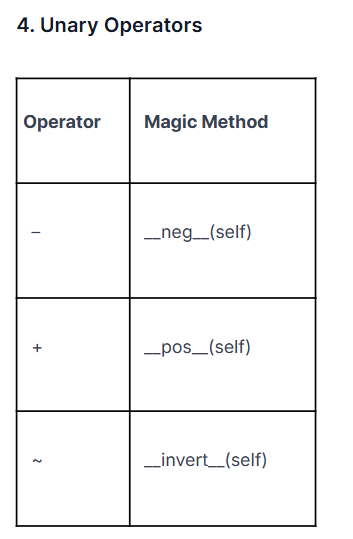 4. Unary Operators
Operator Magic Method
– __neg__(self)
+ __pos__(self)
~ __invert__(self)